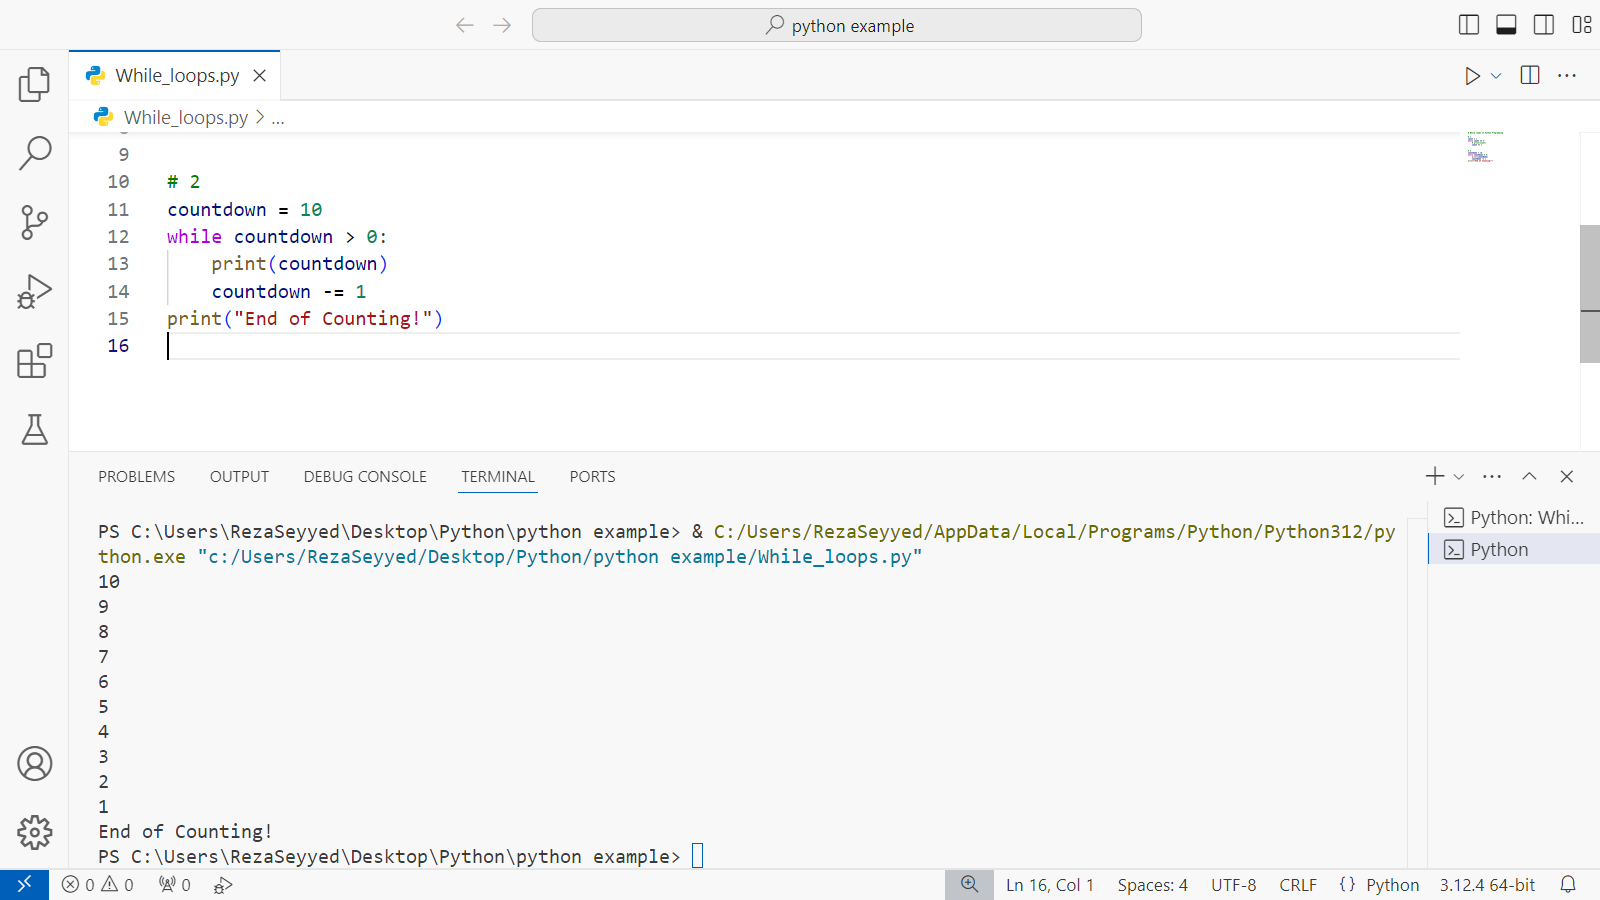 python example
While_loops.py
While_loops.py > ...
9
10 # 2
11 countdown = 10
12 while countdown > 0:
13     print(countdown)
14     countdown -= 1
15 print("End of Counting!")
16
PROBLEMS OUTPUT DEBUG CONSOLE TERMINAL PORTS
PS C:\Users\RezaSeyyed\Desktop\Python\python example> & C:/Users/RezaSeyyed/AppData/Local/Programs/Python/Python312/py
thon.exe "c:/Users/RezaSeyyed/Desktop/Python/python example/While_loops.py"
10
9
8
7
6
5
4
3
2
1
End of Counting!
PS C:\Users\RezaSeyyed\Desktop\Python\python example>
Python: Whi...
Python
0 0 0 Ln 16, Col 1 Spaces: 4 UTF-8 CRLF {} Python 3.12.4 64-bit